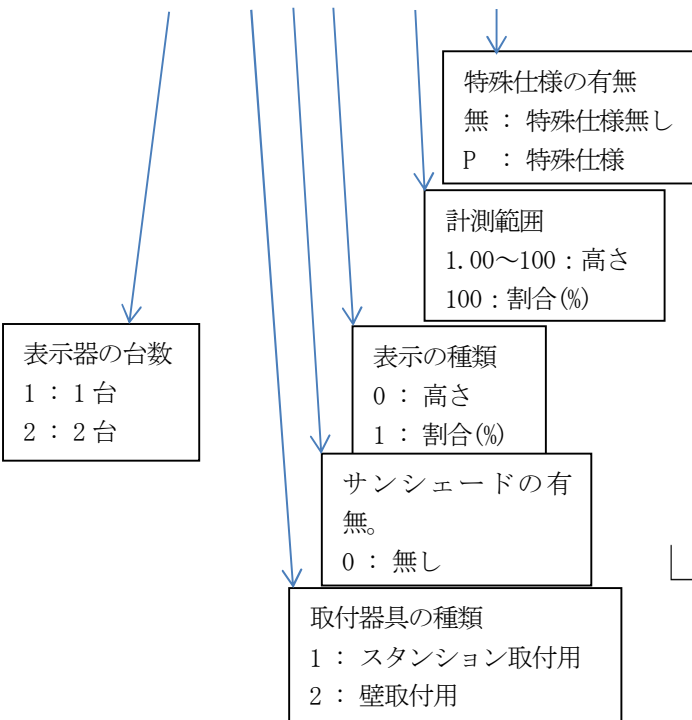 特殊仕様の有無
無 : 特殊仕様無し
P : 特殊仕様
計測範囲
1.00～100：高さ
100：割合(%)
表示器の台数
1 ：1台
2 ：2台
表示の種類
0 ： 高さ
1 ： 割合(%)
サンシェードの有
無。
0 ： 無し
取付器具の種類
1 ： スタンション取付用
2 ： 壁取付用